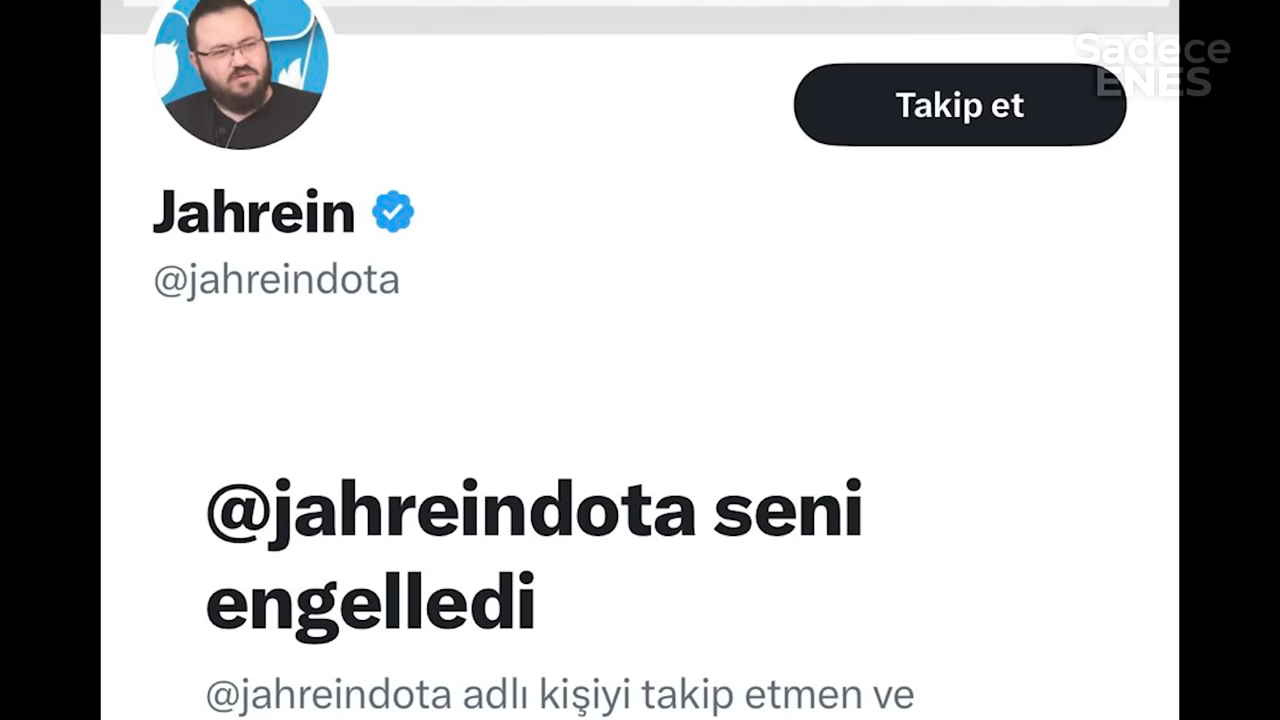 Sadece
ENES
Takip et
Jahrein
@jahreindota
@jahreindota seni
engelledi
@jahreindota adlı kişiyi takip etmen ve